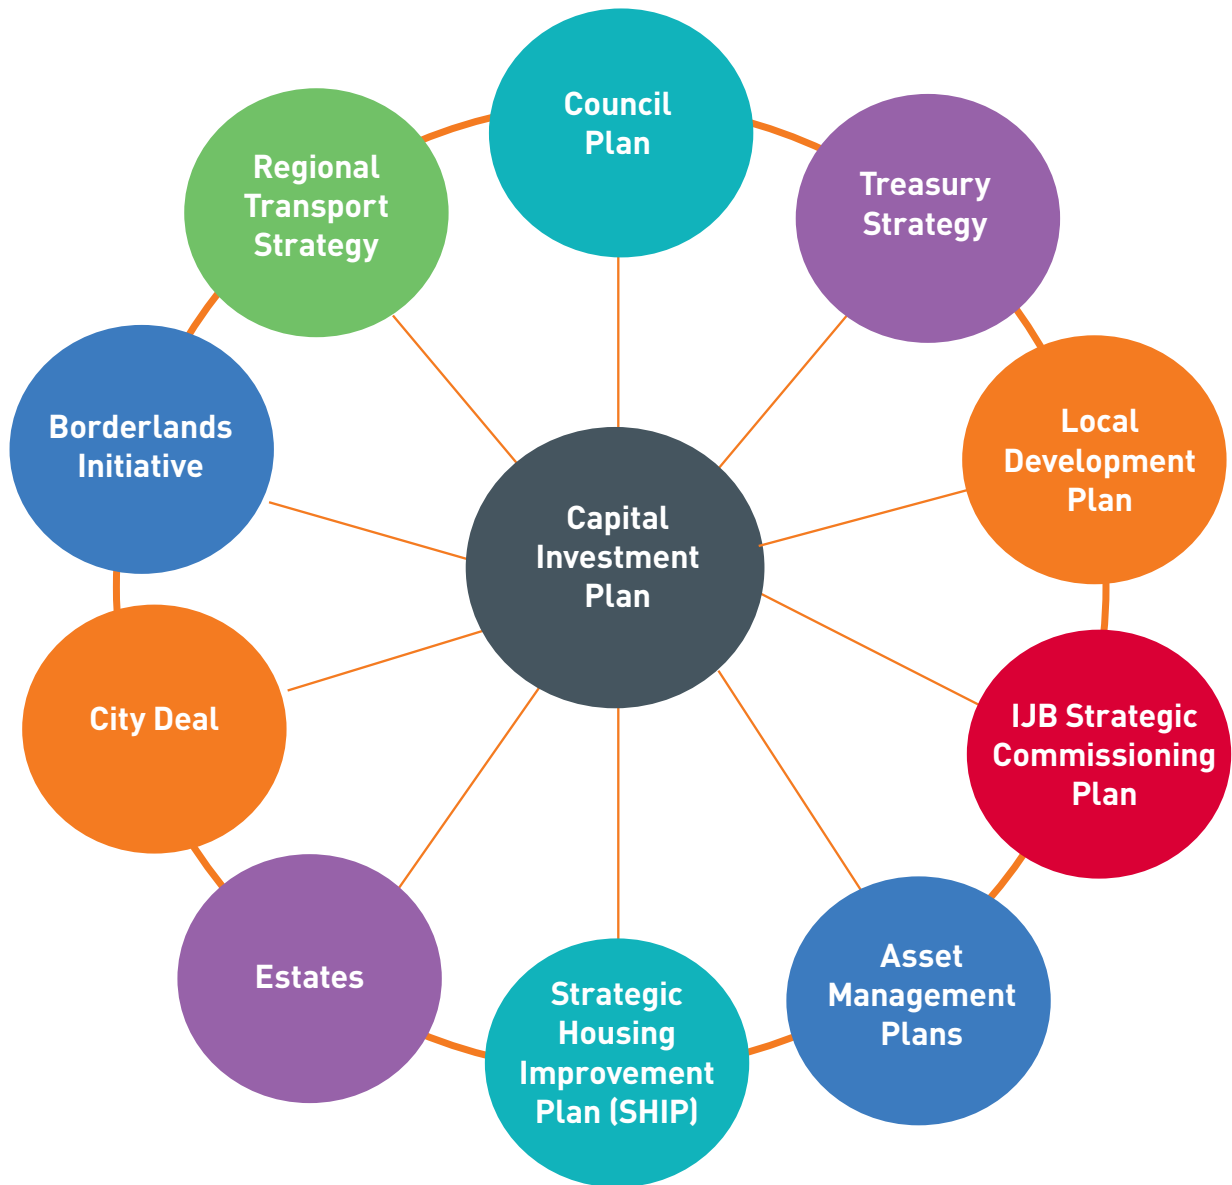 Council
Plan
Treasury
Strategy
Local
Development
Plan
IJB Strategic
Commissioning
Plan
Asset
Management
Plans
Strategic
Housing
Improvement
Plan (SHIP)
Estates
City Deal
Borderlands
Initiative
Regional
Transport
Strategy
Capital
Investment
Plan